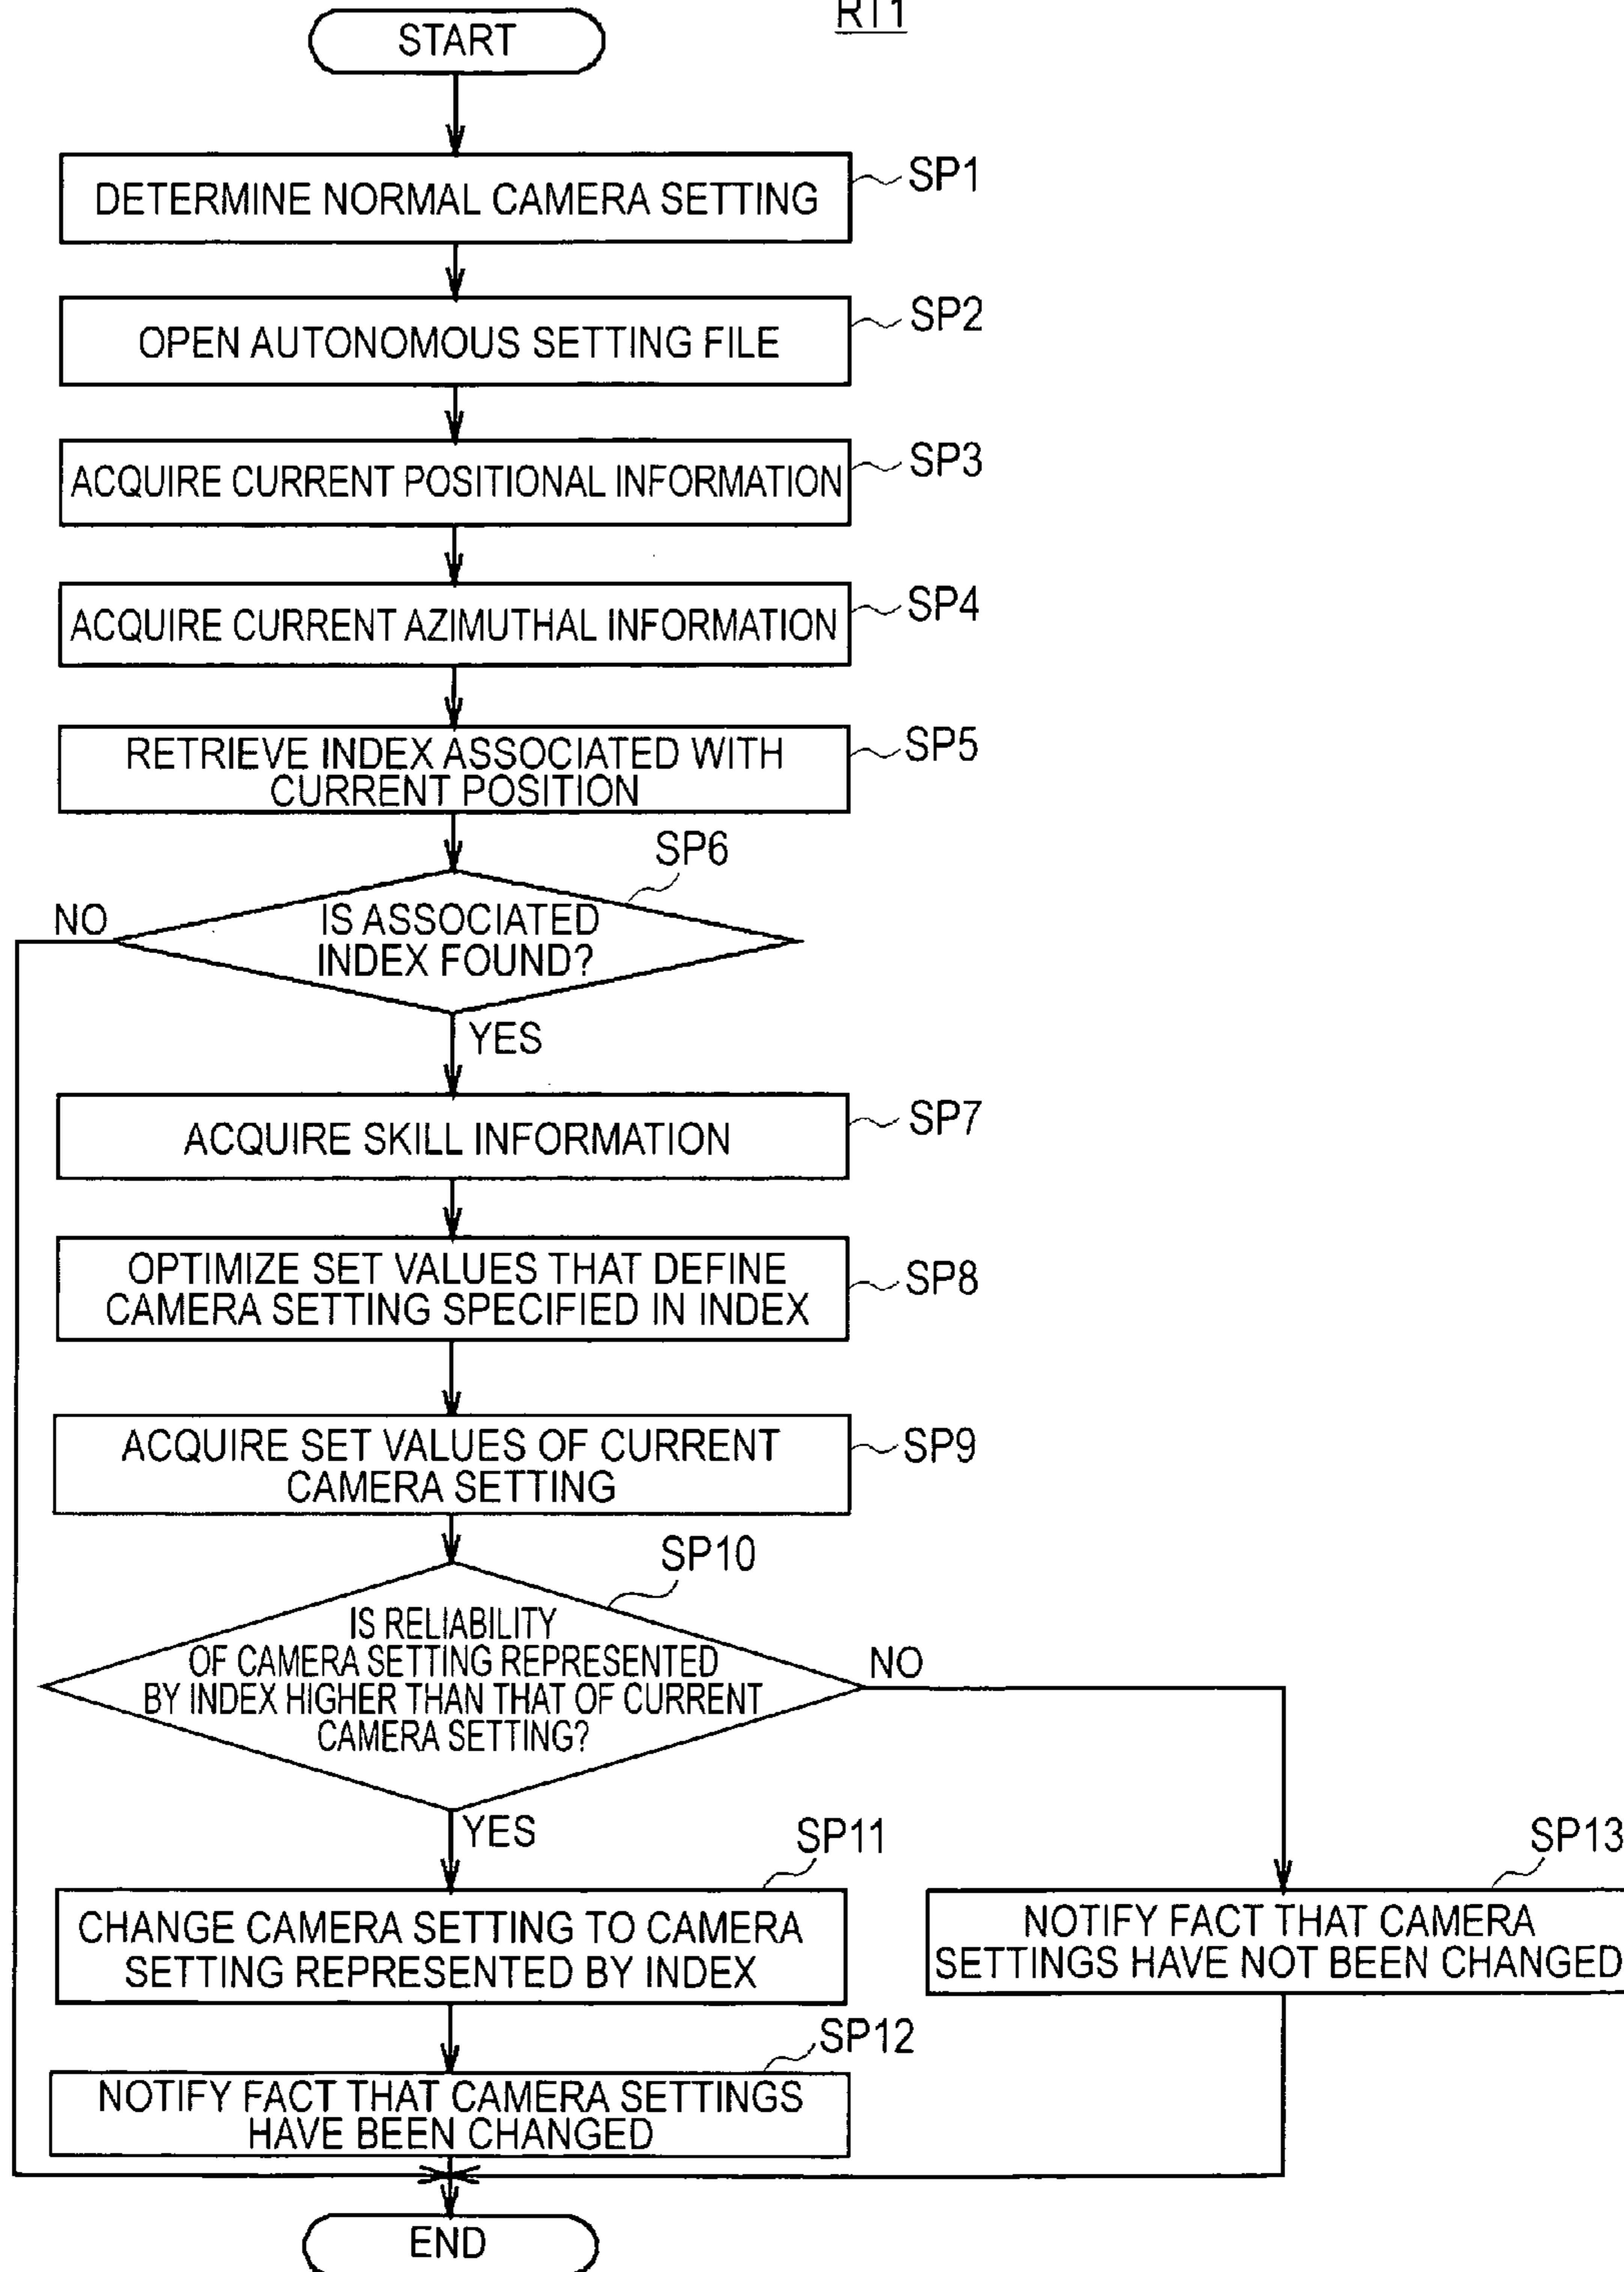 RT1
START
DETERMINE NORMAL CAMERA SETTING
SP1
OPEN AUTONOMOUS SETTING FILE
SP2
ACQUIRE CURRENT POSITIONAL INFORMATION
SP3
ACQUIRE CURRENT AZIMUTHAL INFORMATION
SP4
RETRIEVE INDEX ASSOCIATED WITH
CURRENT POSITION
SP5
SP6
NO
IS ASSOCIATED
INDEX FOUND?
YES
ACQUIRE SKILL INFORMATION
SP7
OPTIMIZE SET VALUES THAT DEFINE
CAMERA SETTING SPECIFIED IN INDEX
SP8
ACQUIRE SET VALUES OF CURRENT
CAMERA SETTING
SP9
SP10
IS RELIABILITY
OF CAMERA SETTING REPRESENTED
BY INDEX HIGHER THAN THAT OF CURRENT
CAMERA SETTING?
NO
YES
SP11
CHANGE CAMERA SETTING TO CAMERA
SETTING REPRESENTED BY INDEX
SP13
NOTIFY FACT THAT CAMERA
SETTINGS HAVE NOT BEEN CHANGED
SP12
NOTIFY FACT THAT CAMERA SETTINGS
HAVE BEEN CHANGED
END